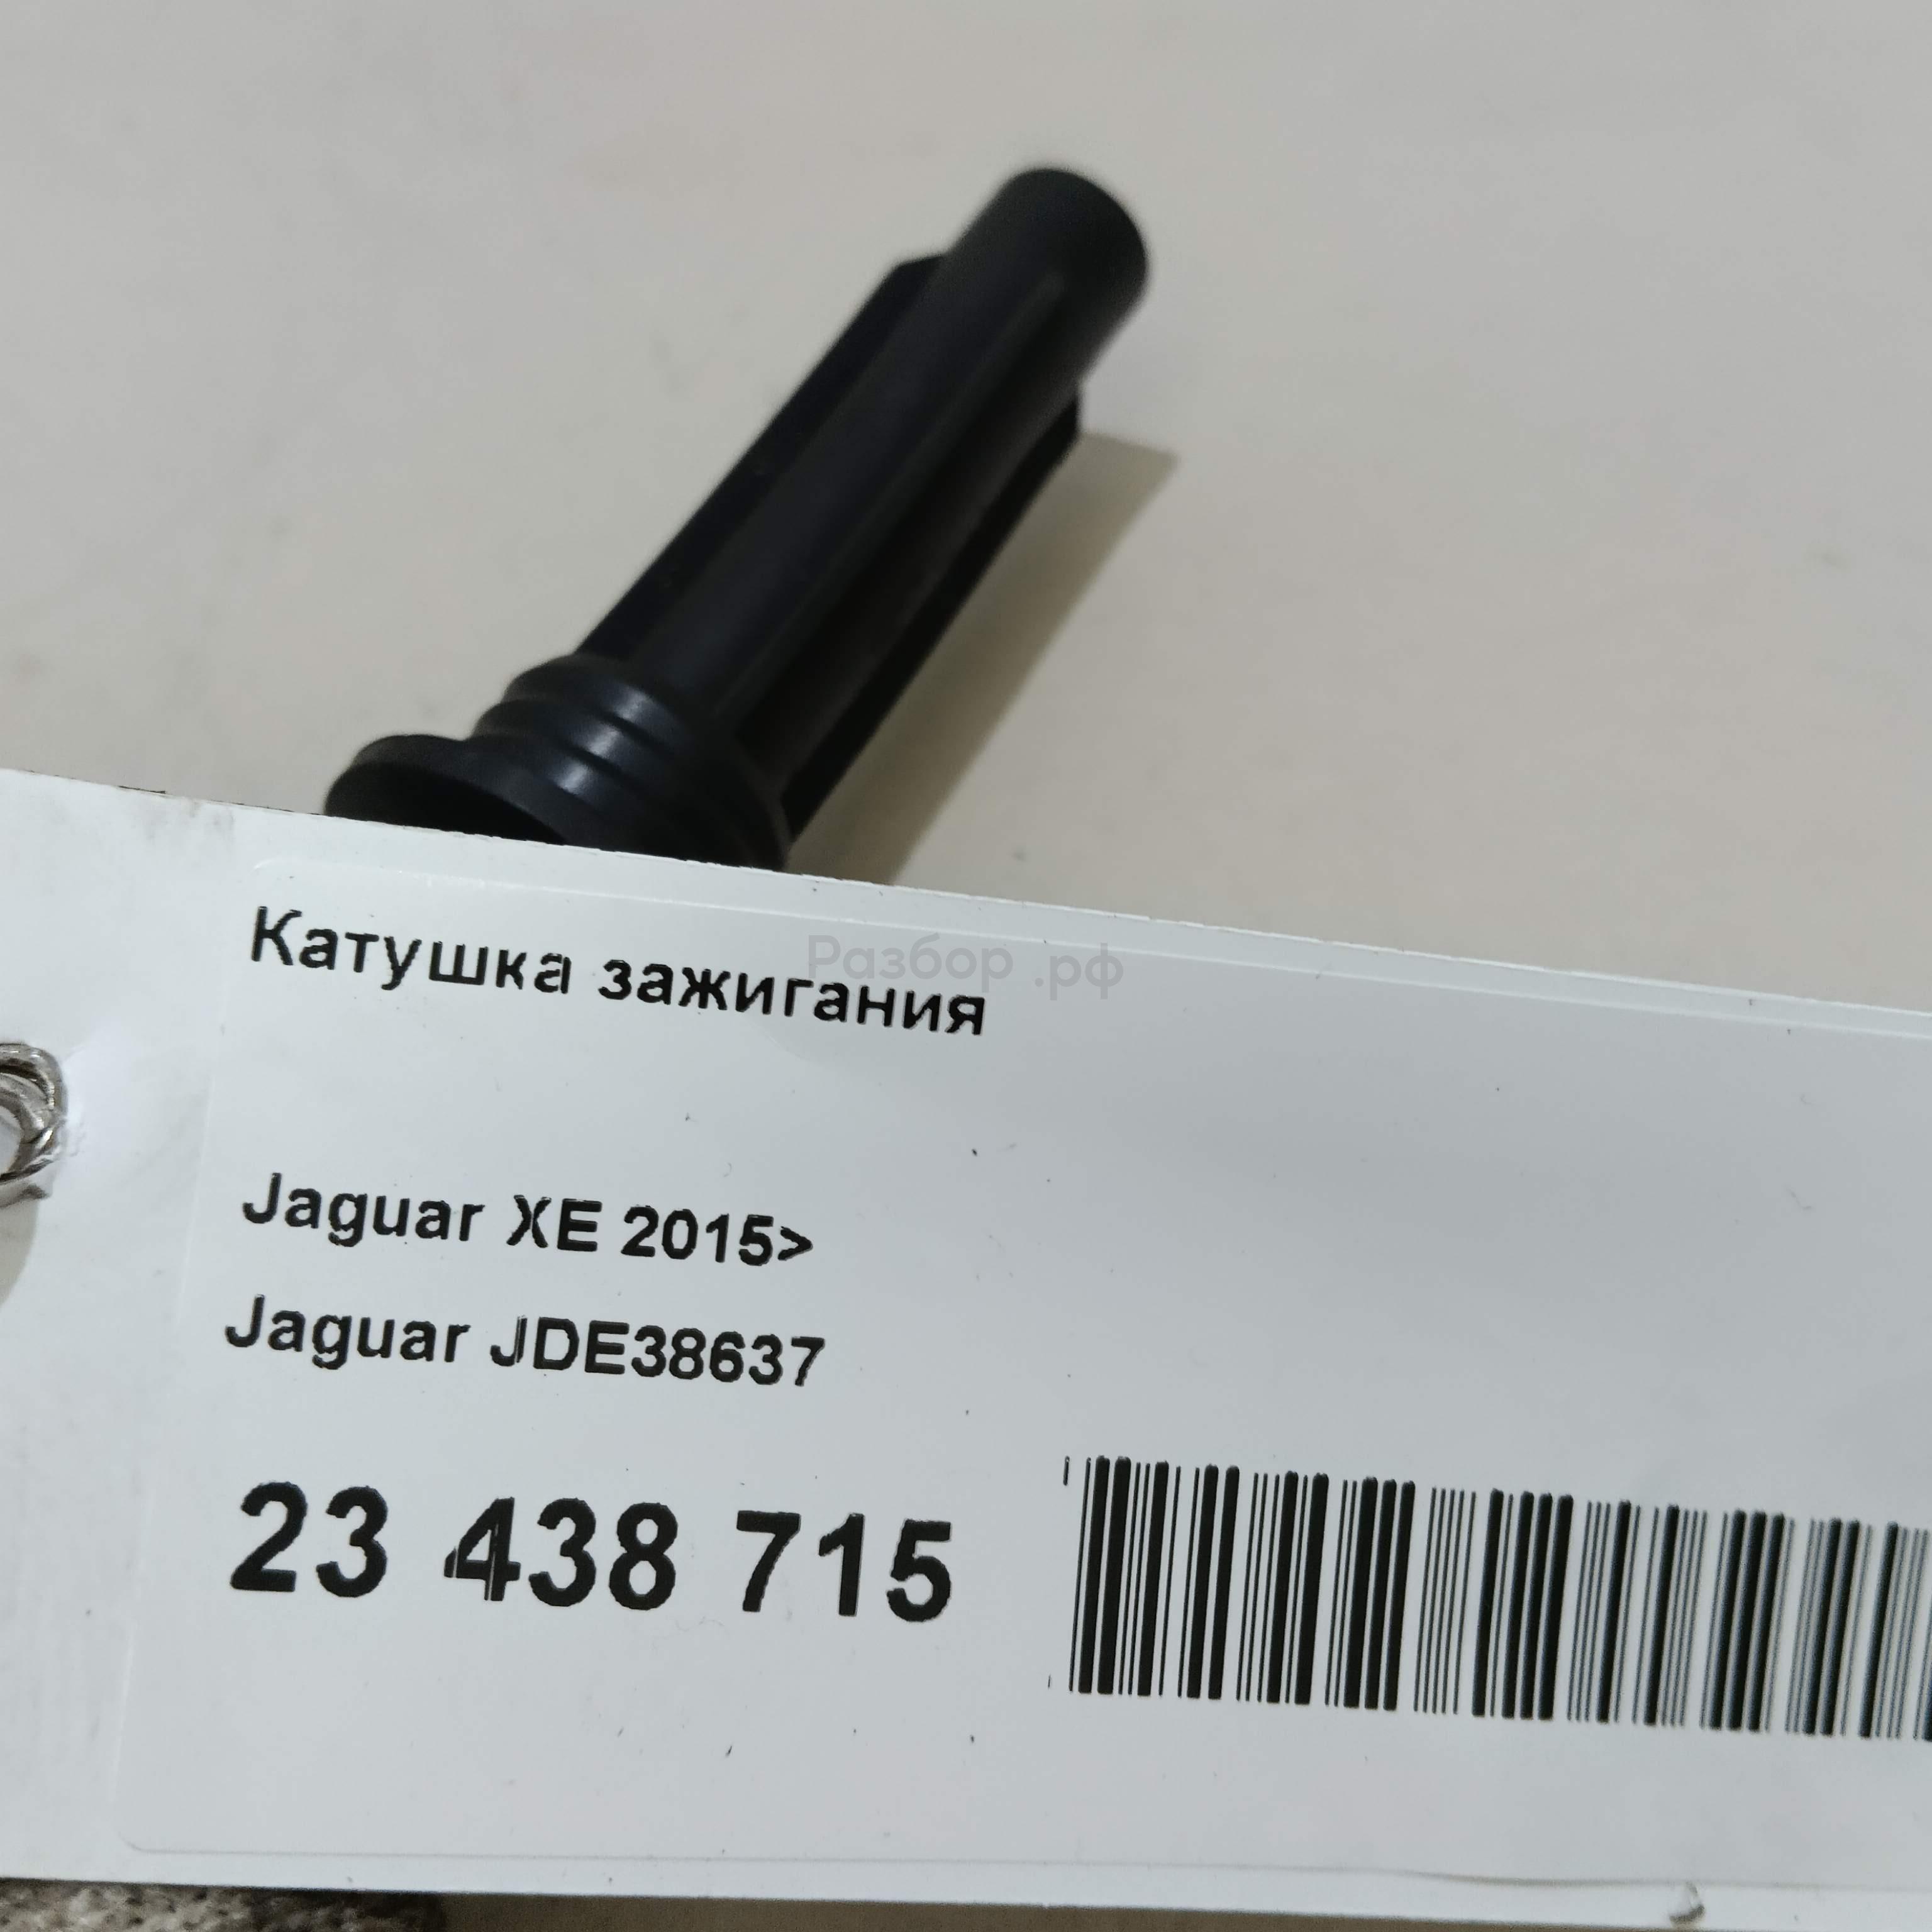 Катушка зажигания
Разбор.рф
Jaguar XE 2015>
Jaguar JDE38637
23 438 715